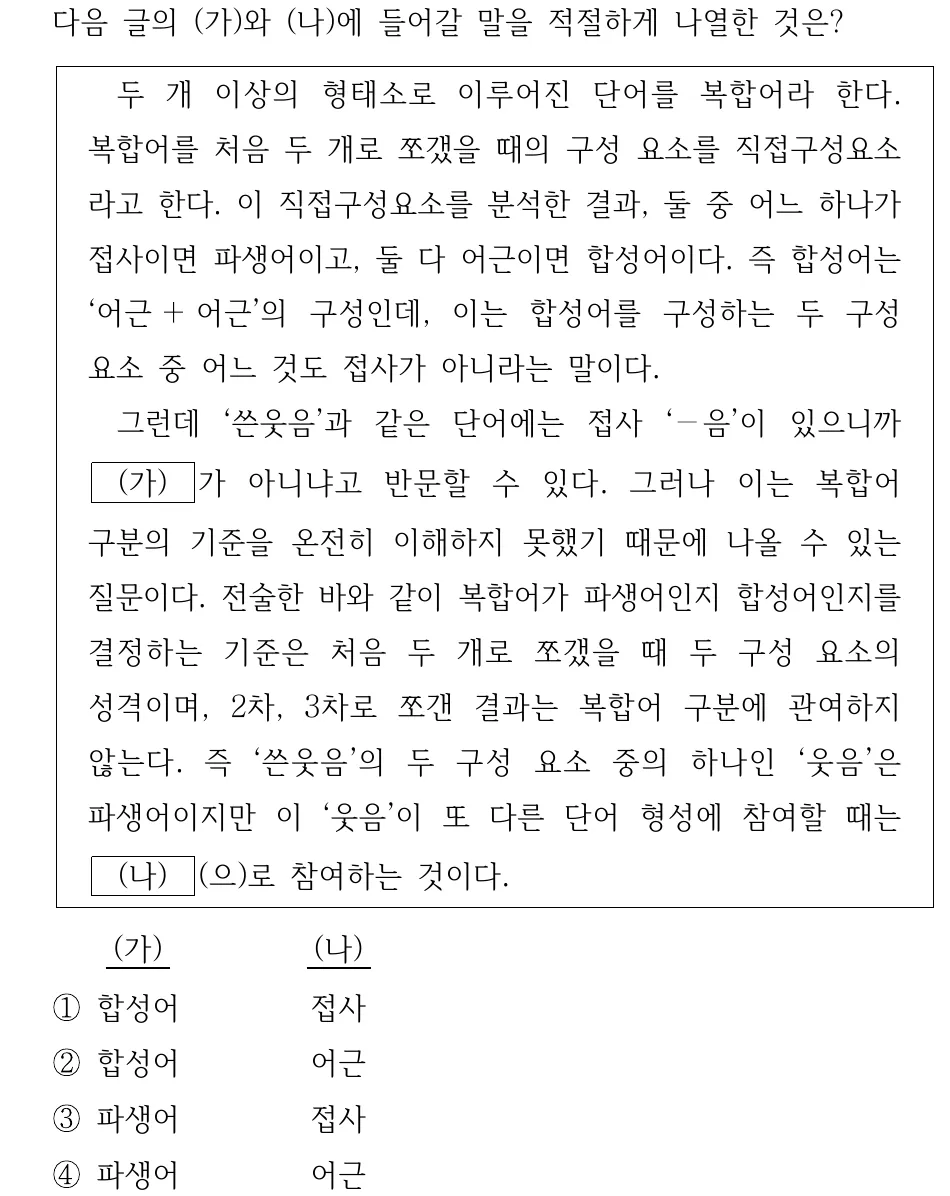 다음 글의 (가)와 (나)에 들어갈 말을 적절하게 나열한 것은?
두 개 이상의 형태소로 이루어진 단어를 복합어라 한다.
복합어를 처음 두 개로 쪼갰을 때의 구성 요소를 직접구성요소
라고 한다. 이 직접구성요소를 분석한 결과, 둘 중 어느 하나가
접사이면 파생어이고, 둘 다 어근이면 합성어이다. 즉 합성어는
‘어근 + 어근’의 구성인데, 이는 합성어를 구성하는 두 구성
요소 중 어느 것도 접사가 아니라는 말이다.
그런데 ‘쓴웃음’과 같은 단어에는 접사 ‘-음’이 있으니까
(가) 가 아니냐고 반문할 수 있다. 그러나 이는 복합어
구분의 기준을 온전히 이해하지 못했기 때문에 나올 수 있는
질문이다. 전술한 바와 같이 복합어가 파생어인지 합성어인지를
결정하는 기준은 처음 두 개로 쪼갰을 때 두 구성 요소의
성격이며, 2차, 3차로 쪼갠 결과는 복합어 구분에 관여하지
않는다. 즉 ‘쓴웃음’의 두 구성 요소 중의 하나인 ‘웃음’은
파생어이지만 이 ‘웃음’이 또 다른 단어 형성에 참여할 때는
(나) (으)로 참여하는 것이다.
(가) (나)
① 합성어 접사
② 합성어 어근
③ 파생어 접사
④ 파생어 어근